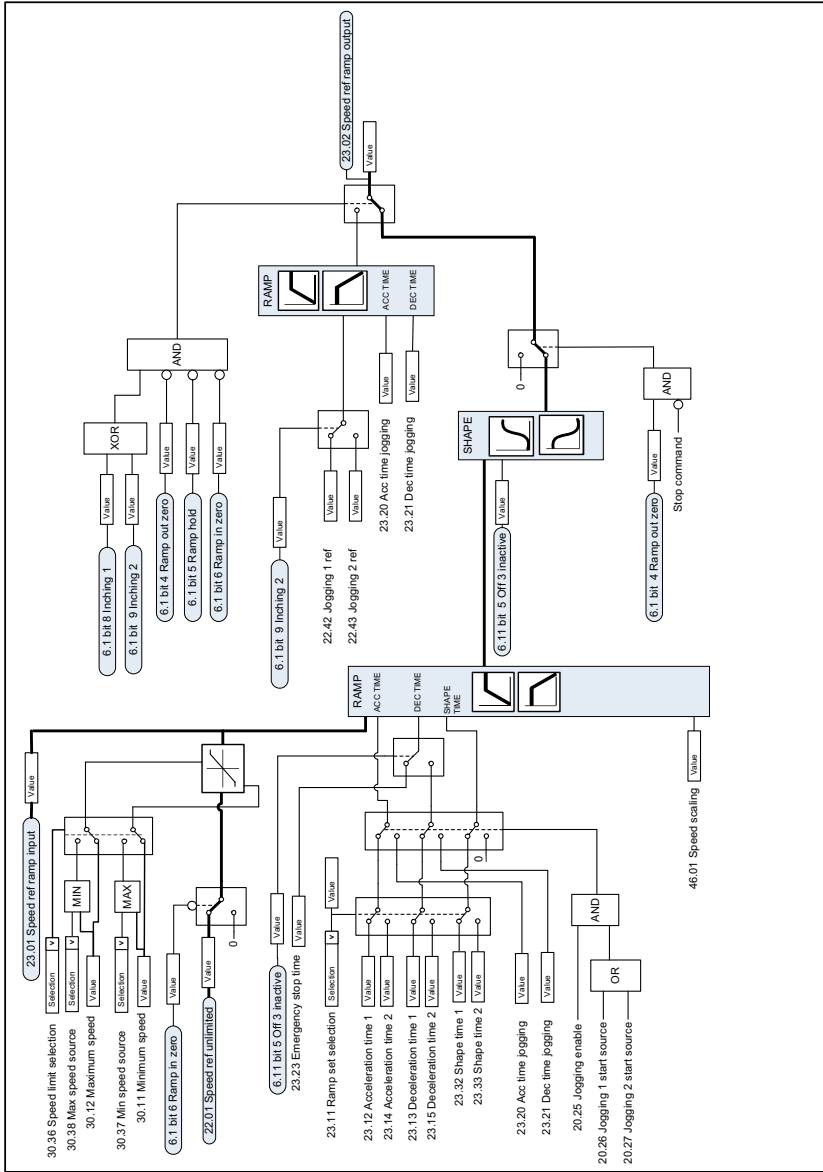 23.01 Speed ref ramp input
Value
30.36 Speed limit selection
Selection
30.38 Max speed source
Selection
MIN
30.12 Maximum speed
Value
30.37 Min speed source
Selection
MAX
30.11 Minimum speed
Value
6.1 bit 6 Ramp in zero
Value
22.01 Speed ref unlimited
Value
0
6.11 bit 5 Off 3 inactive
Value
23.23 Emergency stop time
Value
23.11 Ramp set selection
Selection
Value
23.12 Acceleration time 1
Value
23.14 Acceleration time 2
Value
23.13 Deceleration time 1
Value
23.15 Deceleration time 2
Value
23.32 Shape time 1
Value
23.33 Shape time 2
Value
0
23.20 Acc time jogging
Value
23.21 Dec time jogging
Value
20.25 Jogging enable
AND
20.26 Jogging 1 start source
OR
20.27 Jogging 2 start source
46.01 Speed scaling
Value
RAMP
ACC TIME
DEC TIME
SHAPE
TIME
6.1 bit 8 Inching 1
Value
6.1 bit 9 Inching 2
Value
XOR
6.1 bit 4 Ramp out zero
Value
6.1 bit 5 Ramp hold
Value
6.1 bit 6 Ramp in zero
Value
AND
6.1 bit 9 Inching 2
Value
22.42 Jogging 1 ref
Value
22.43 Jogging 2 ref
Value
23.20 Acc time jogging
Value
23.21 Dec time jogging
Value
RAMP
ACC TIME
DEC TIME
6.11 bit 5 Off 3 inactive
Value
SHAPE
0
6.1 bit 4 Ramp out zero
Value
AND
Stop command
23.02 Speed ref ramp output
Value